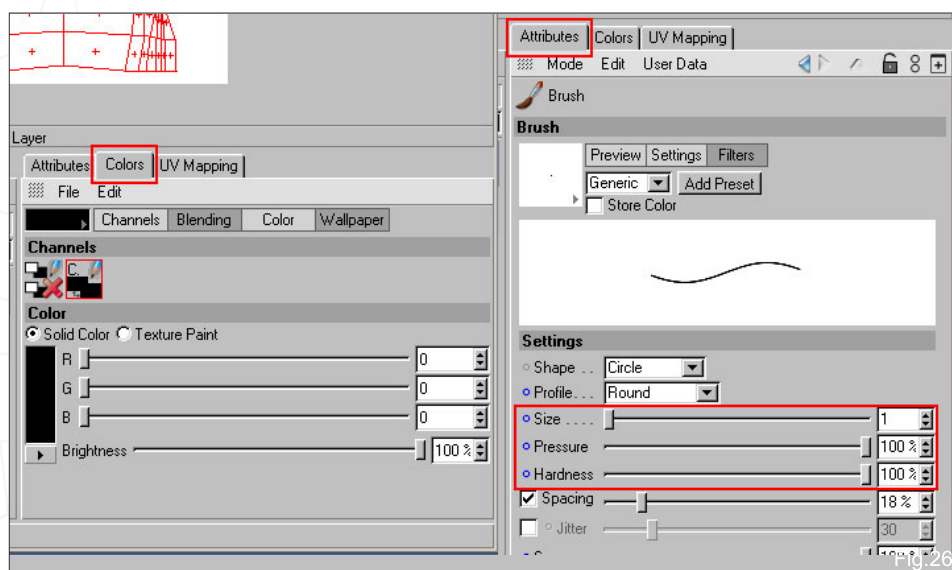 Layer
Attributes Colors UV Mapping
File Edit
Channels Blending Color Wallpaper
Channels
C.
Color
Solid Color Texture Paint
R 0
G 0
B 0
Brightness 100 %
Attributes Colors UV Mapping
Mode Edit User Data
Brush
Brush
Preview Settings Filters
Generic Add Preset
Store Color
Settings
Shape . . Circle
Profile. . . Round
Size . . . . 1
Pressure 100 %
Hardness 100 %
Spacing 18 %
Jitter 30
Fig.26